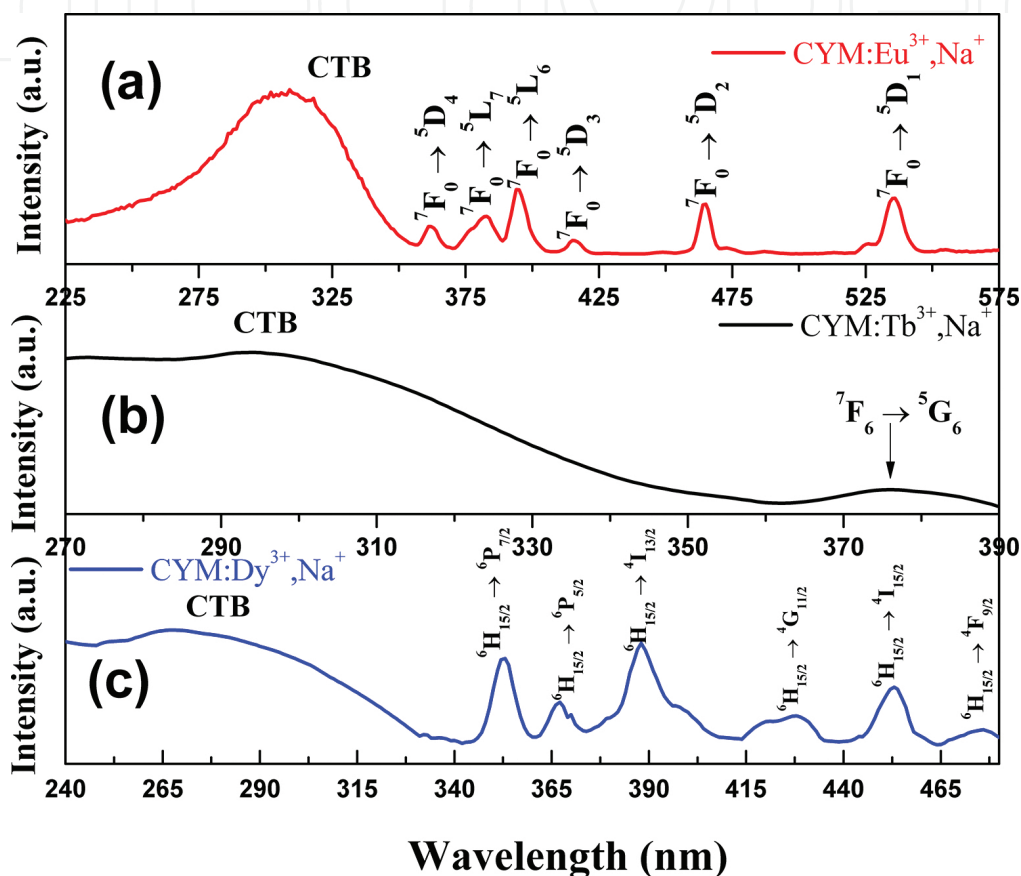 (a)
CTB
CYM:Eu³⁺,Na⁺
Intensity (a.u.)
⁷F₀ → ⁵D₄
⁷F₀ → ⁵L₇
⁷F₀ → ⁵L₆
⁷F₀ → ⁵D₃
⁷F₀ → ⁵D₂
⁷F₀ → ⁵D₁
225 275 325 375 425 475 525 575
(b)
CTB
CYM:Tb³⁺,Na⁺
Intensity (a.u.)
⁷F₆ → ⁵G₆
270 290 310 330 350 370 390
CYM:Dy³⁺,Na⁺
CTB
(c)
Intensity (a.u.)
⁶H₁₅/₂ → ⁶P₇/₂
⁶H₁₅/₂ → ⁶P₅/₂
⁶H₁₅/₂ → ⁴I₁₃/₂
⁶H₁₅/₂ → ⁴G₁₁/₂
⁶H₁₅/₂ → ⁴I₁₅/₂
⁶H₁₅/₂ → ⁴F₉/₂
240 265 290 315 340 365 390 415 440 465
Wavelength (nm)